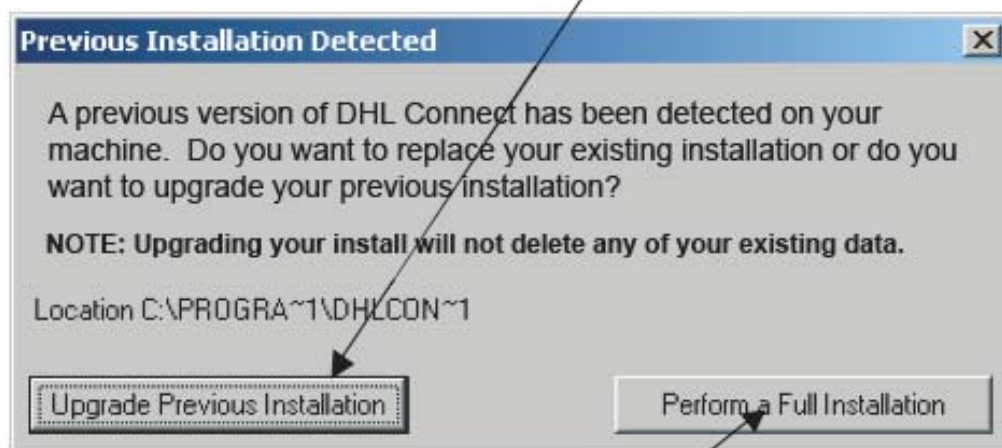 Previous Installation Detected
A previous version of DHL Connect has been detected on your
machine.  Do you want to replace your existing installation or do you
want to upgrade your previous installation?
NOTE: Upgrading your install will not delete any of your existing data.
Location C:\PROGRA~1\DHLCON~1
Upgrade Previous Installation
Perform a Full Installation